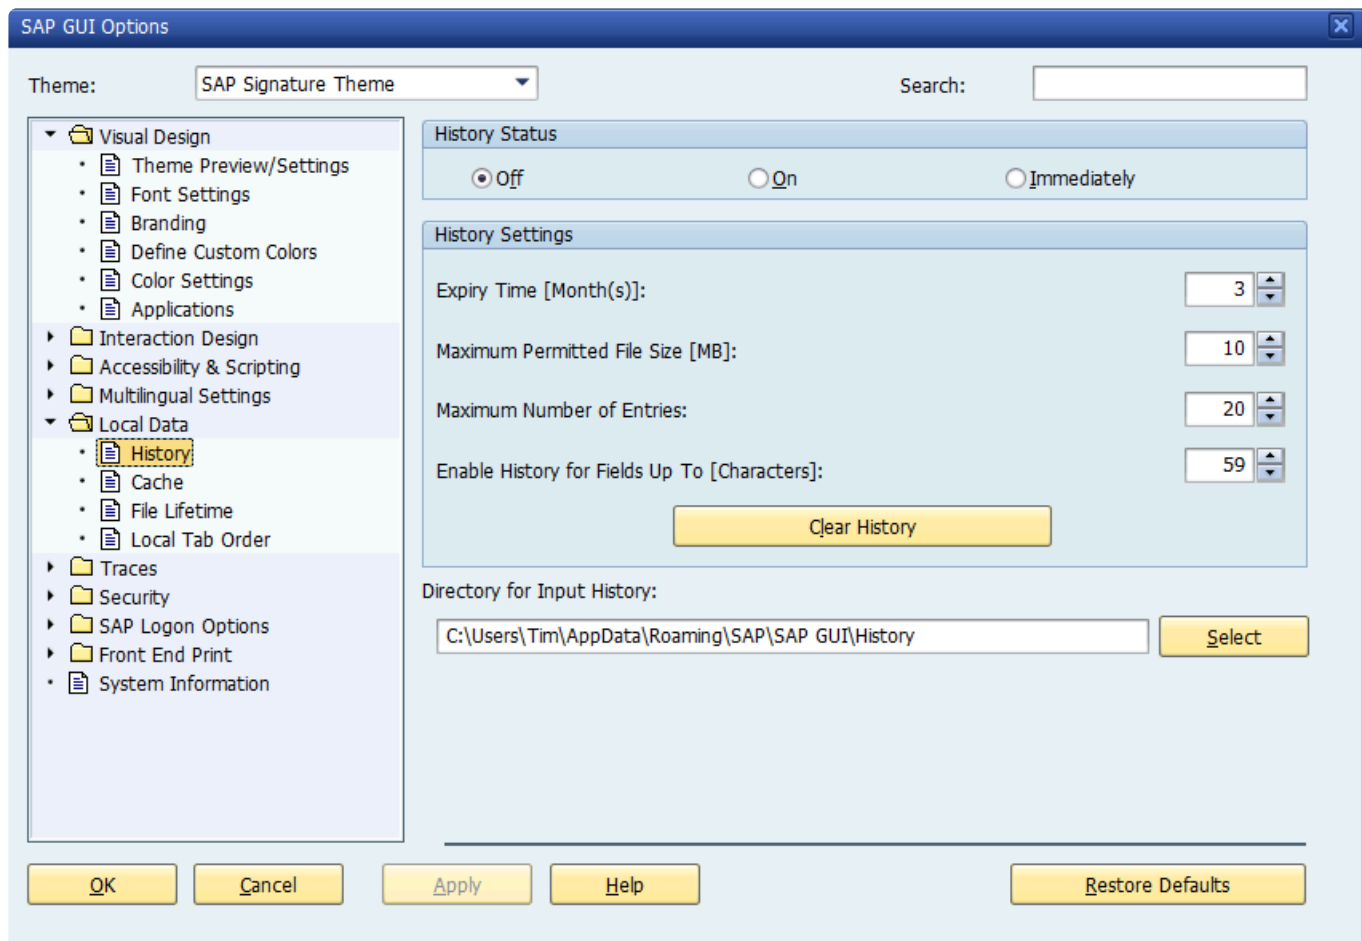 SAP GUI Options
Theme: SAP Signature Theme Search:
Visual Design
Theme Preview/Settings
Font Settings
Branding
Define Custom Colors
Color Settings
Applications
Interaction Design
Accessibility & Scripting
Multilingual Settings
Local Data
History
Cache
File Lifetime
Local Tab Order
Traces
Security
SAP Logon Options
Front End Print
System Information
History Status
Off On Immediately
History Settings
Expiry Time [Month(s)]: 3
Maximum Permitted File Size [MB]: 10
Maximum Number of Entries: 20
Enable History for Fields Up To [Characters]: 59
Clear History
Directory for Input History:
C:\Users\Tim\AppData\Roaming\SAP\SAP GUI\History Select
OK Cancel Apply Help Restore Defaults